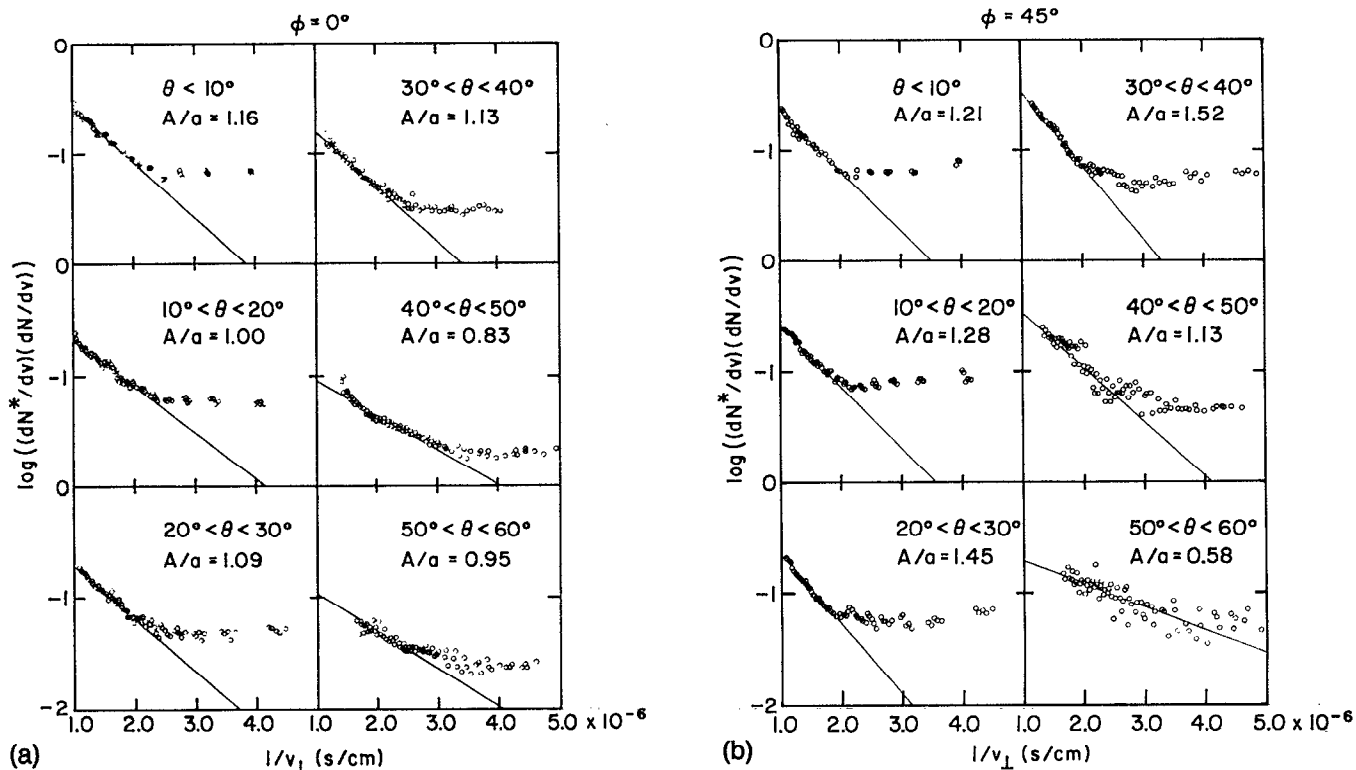 φ = 0°
0
-1
0
-1
0
-1
-2
log((dN*/dv)(dN/dv)
θ < 10°
A/a = 1.16
30° < θ < 40°
A/a = 1.13
10° < θ < 20°
A/a = 1.00
40° < θ < 50°
A/a = 0.83
20° < θ < 30°
A/a = 1.09
50° < θ < 60°
A/a = 0.95
1.0 2.0 3.0 4.0 1.0 2.0 3.0 4.0 5.0 x 10⁻⁶
(a)
1/v⊥ (s/cm)
φ = 45°
0
-1
0
-1
0
-1
-2
log((dN*/dv)(dN/dv)
θ < 10°
A/a = 1.21
30° < θ < 40°
A/a = 1.52
10° < θ < 20°
A/a = 1.28
40° < θ < 50°
A/a = 1.13
20° < θ < 30°
A/a = 1.45
50° < θ < 60°
A/a = 0.58
1.0 2.0 3.0 4.0 1.0 2.0 3.0 4.0 5.0 x 10⁻⁶
(b)
1/v⊥ (s/cm)